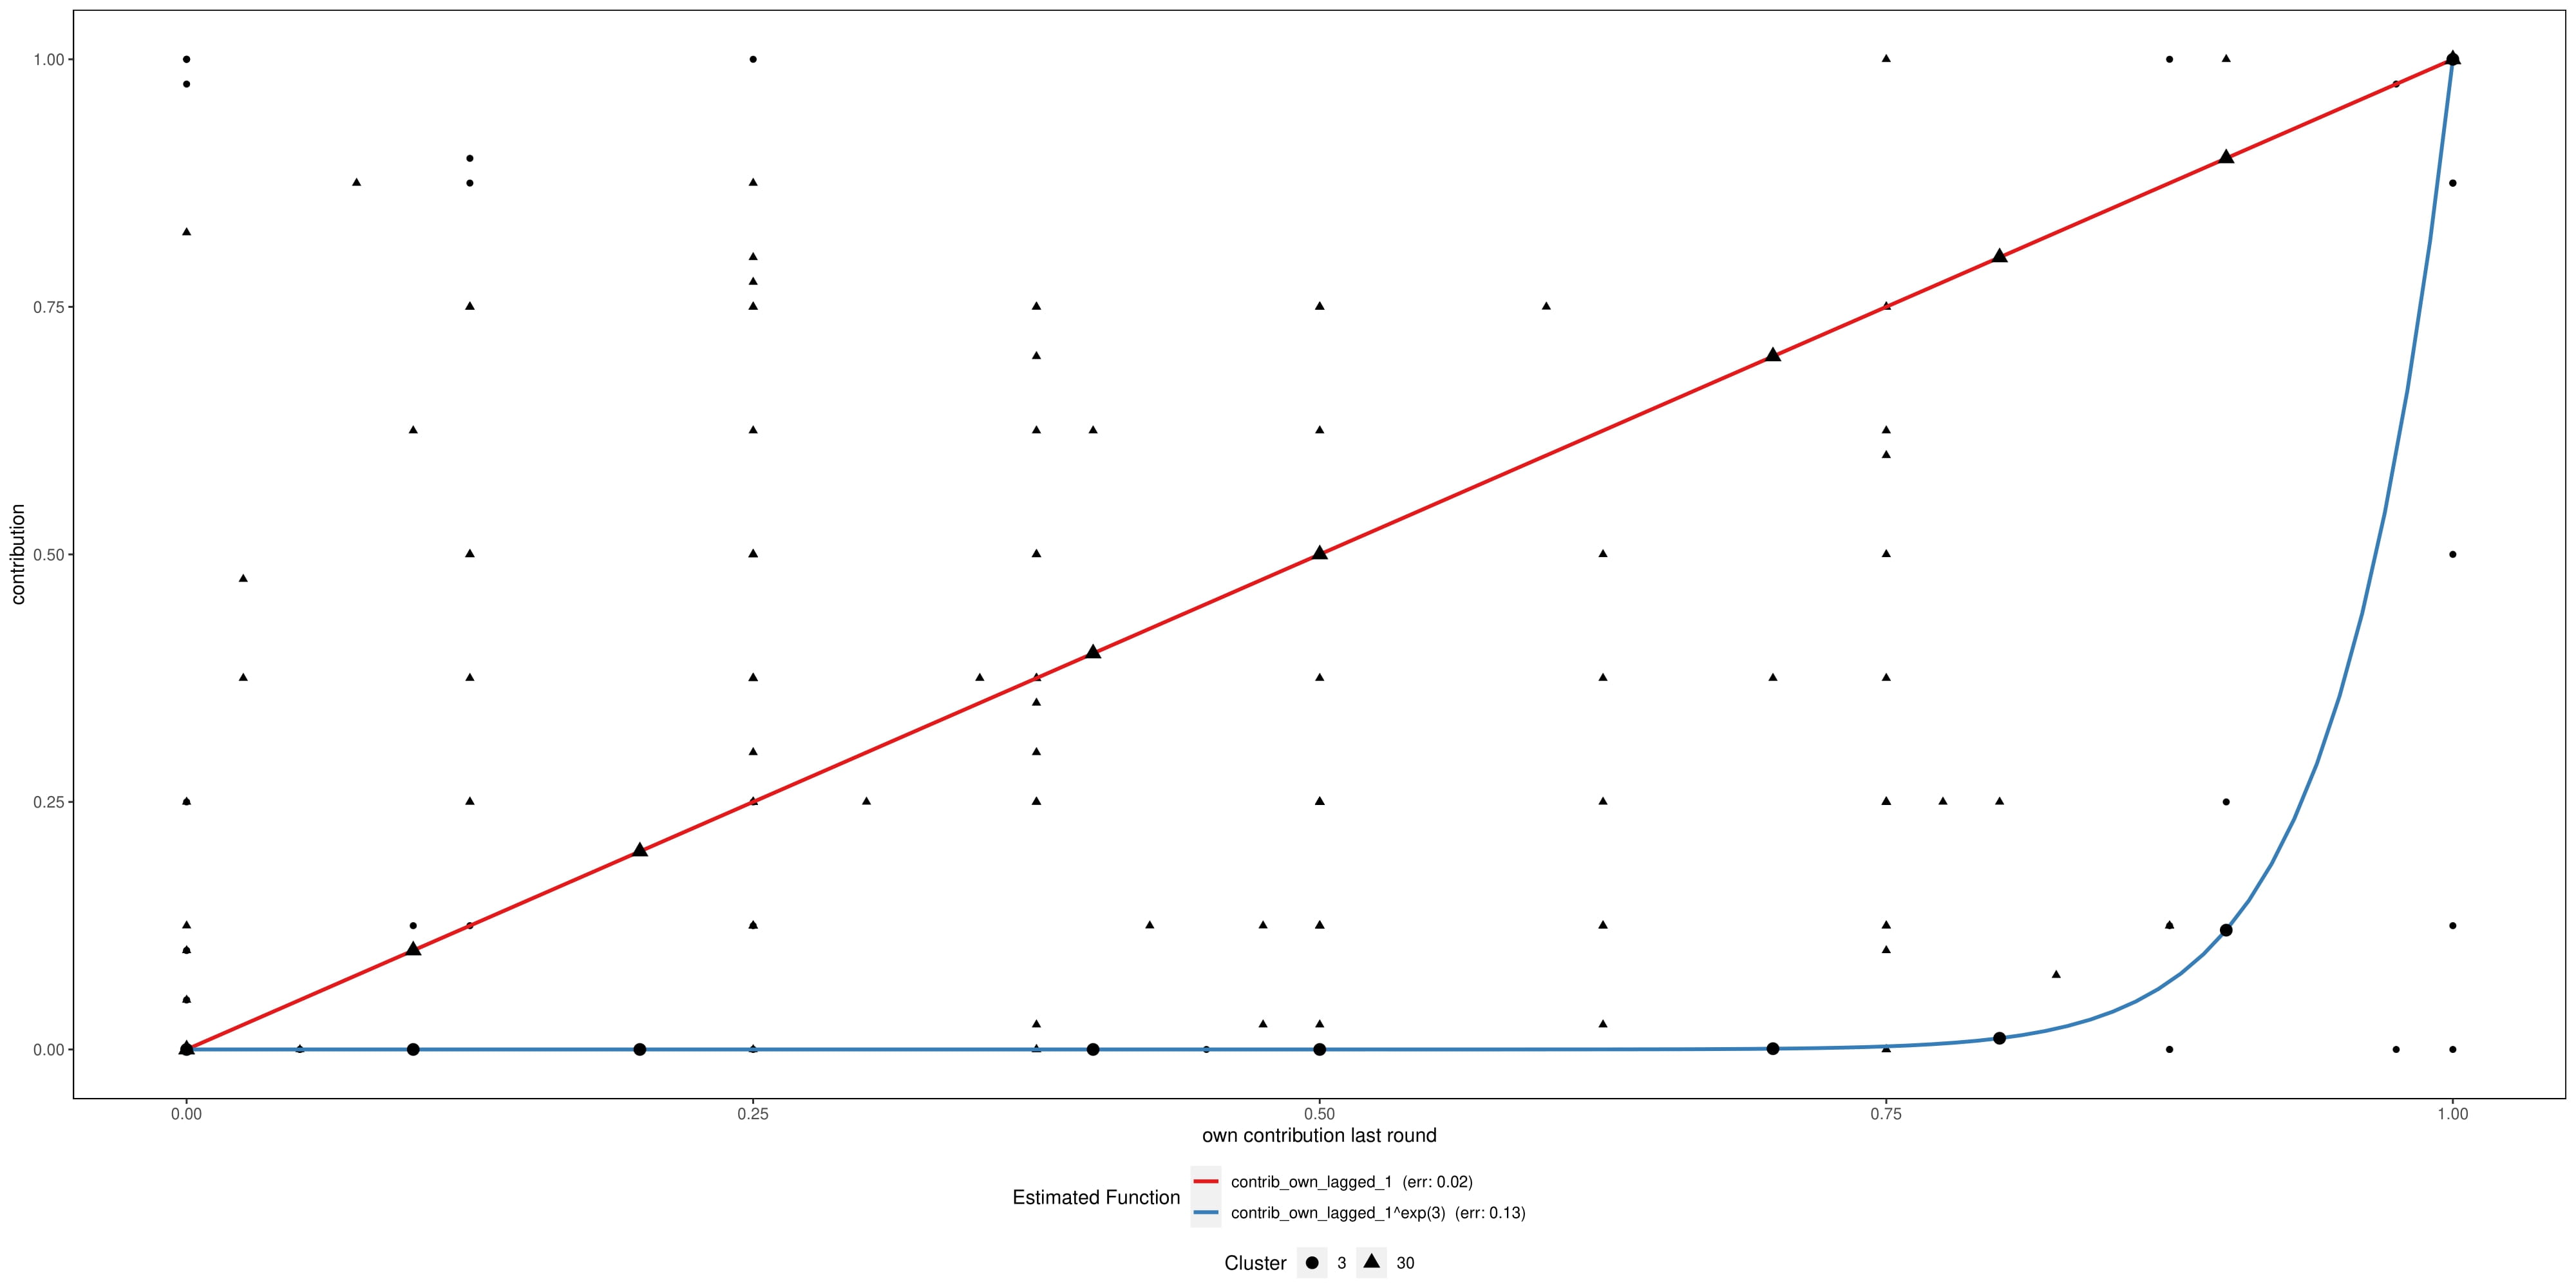 1.00
0.75
0.50
0.25
0.00
contribution
0.00 0.25 0.50 0.75 1.00
own contribution last round
Estimated Function
contrib_own_lagged_1 (err: 0.02)
contrib_own_lagged_1^exp(3) (err: 0.13)
Cluster 3 30